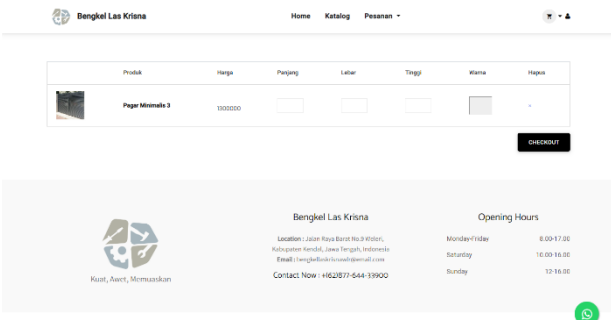 Bengkel Las Krisna
Home Katalog Pesanan
Produk Harga Panjang Lebar Tinggi Warna Hapus
Pagar Minimalis 3 1000000
CHECKOUT
Bengkel Las Krisna
Opening Hours
Location : Jalan Raya Barat No.9 Weleri,
Kabupaten Kendal, Jawa Tengah, Indonesia
Email :
Contact Now : +(62)877-644-33900
Monday-Friday 8.00-17.00
Saturday 10.00-16.00
Sunday 12-16.00
Kuat, Awet, Memuaskan